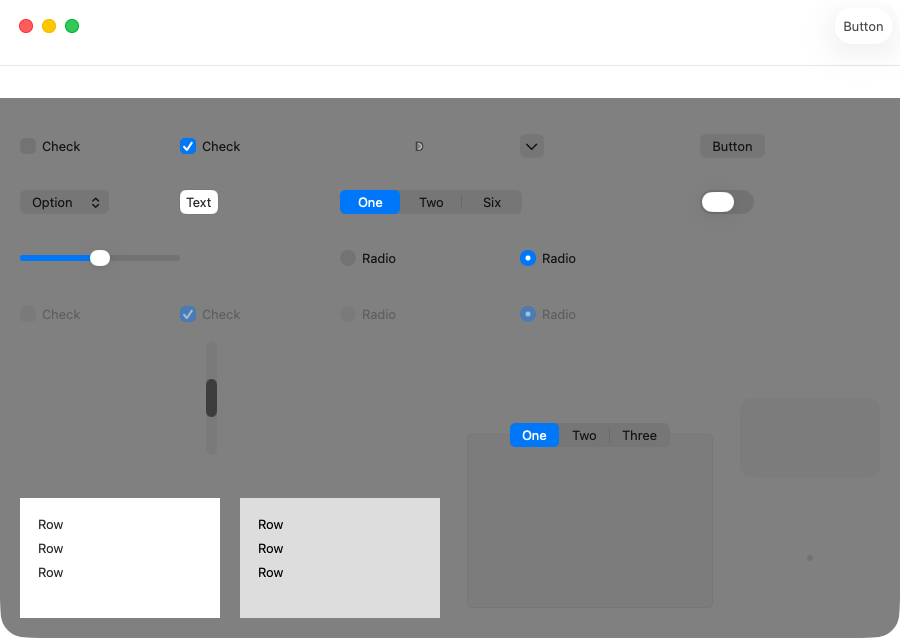 Button
Check
Check
Button
Option
Text
One
Two
Six
Radio
Radio
Check
Check
Radio
Radio
One
Two
Three
Row
Row
Row
Row
Row
Row